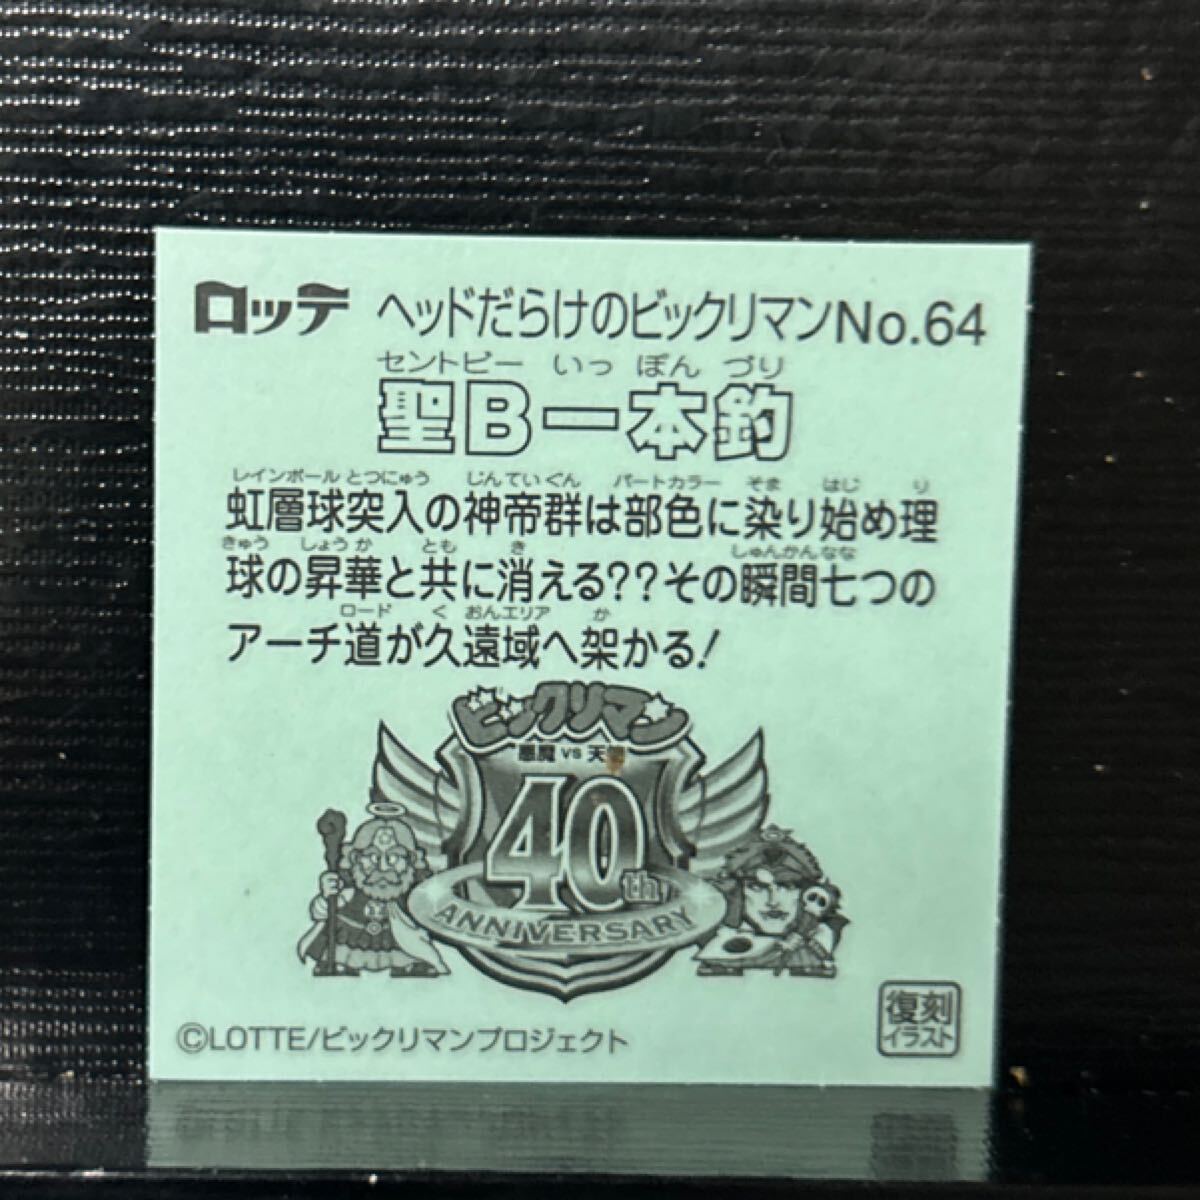 ロッテ ヘッドだらけのビックリマンNo.64
セントビー いっ ぽん づり
聖B一本釣
レインボール とつにゅう じんていぐん パートカラー そま はじ り
虹層球突入の神帝群は部色に染り始め理
きゅう しょうか とも き しゅんかんなな
球の昇華と共に消える??その瞬間七つの
ロード く おんエリア か
アーチ道が久遠域へ架かる!
ビックリマン
悪魔 VS 天使
40th
ANNIVERSARY
復刻
イラスト
©LOTTE/ビックリマンプロジェクト